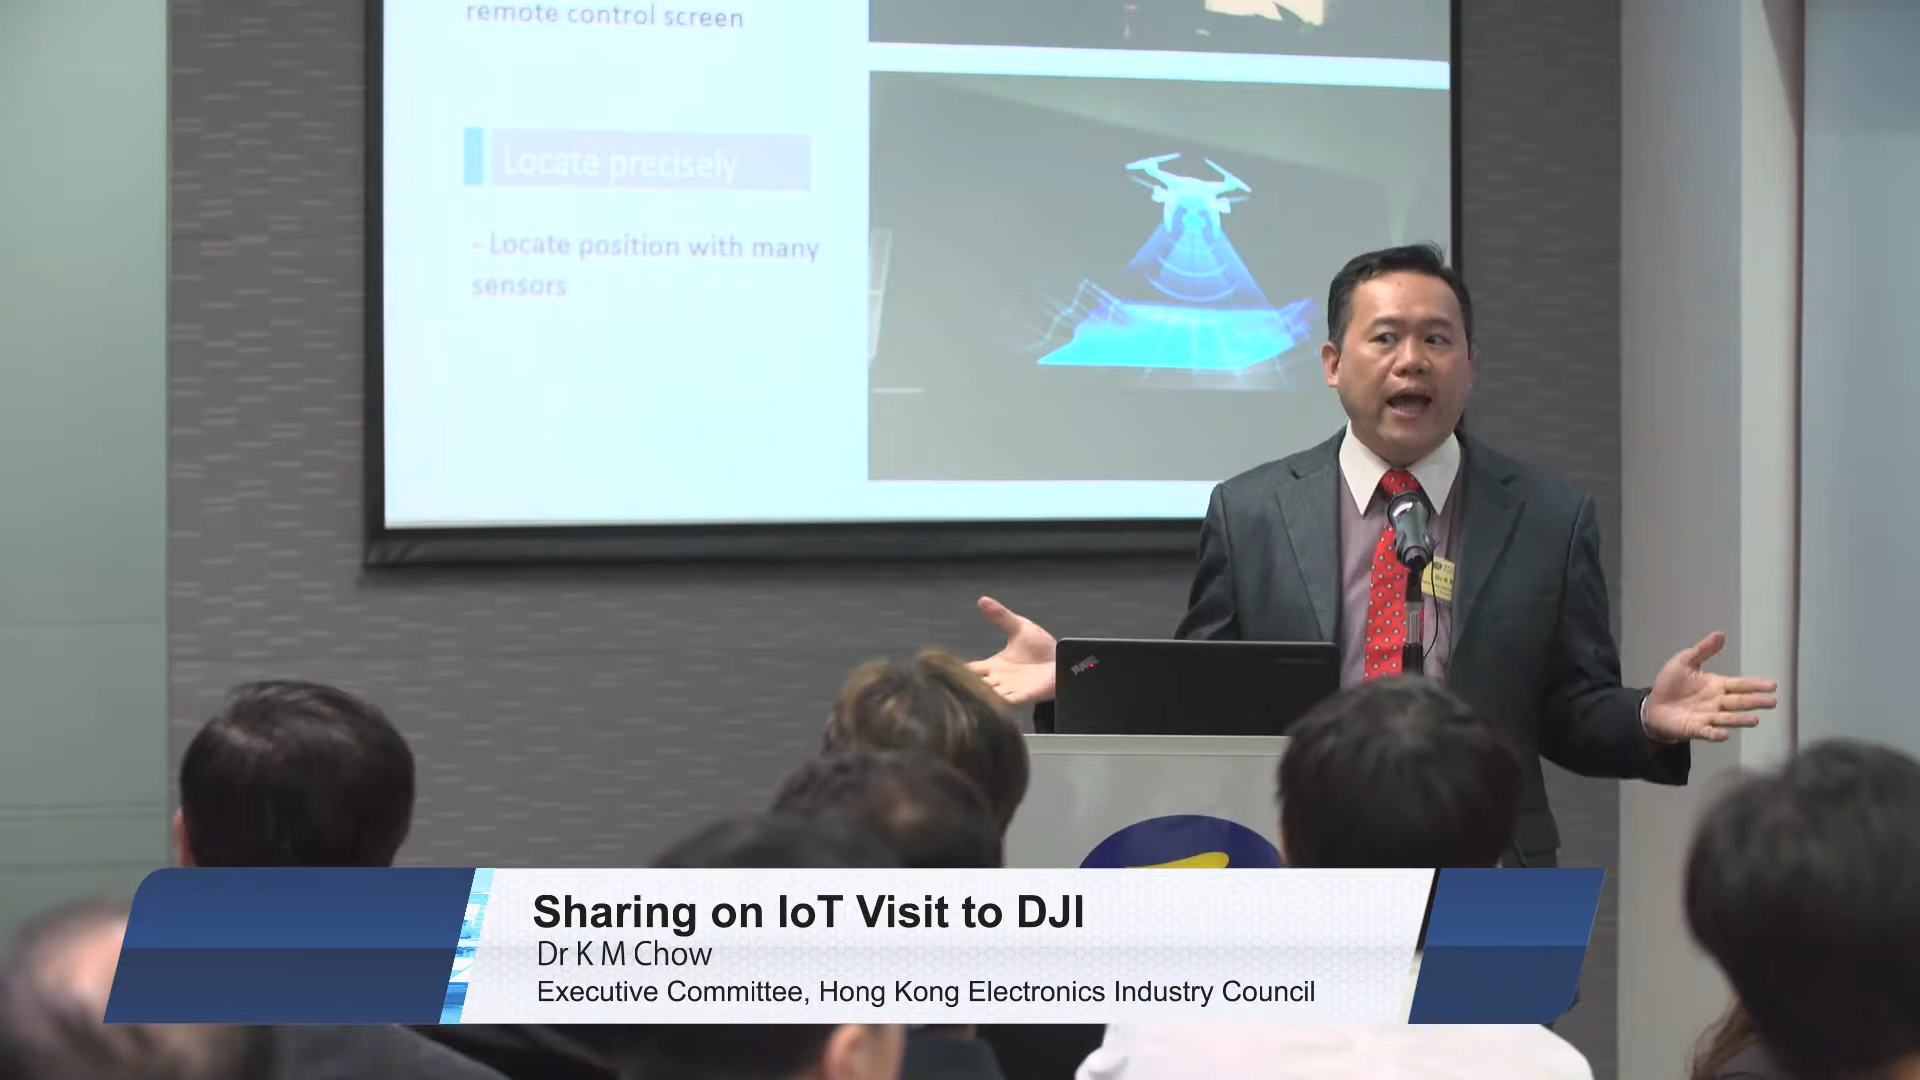 remote control screen
Locate precisely
- Locate position with many
sensors
Sharing on IoT Visit to DJI
Dr K M Chow
Executive Committee, Hong Kong Electronics Industry Council